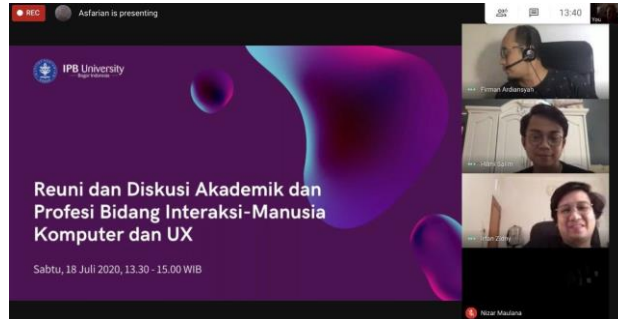 REC
Asfarian is presenting
13:40
You
IPB University
Bogor Indonesia
Firman Ardiansyah
Reuni dan Diskusi Akademik dan
Profesi Bidang Interaksi-Manusia
Komputer dan UX
Sabtu, 18 Juli 2020, 13.30 - 15.00 WIB
Irfan Zidni
Nizar Maulana